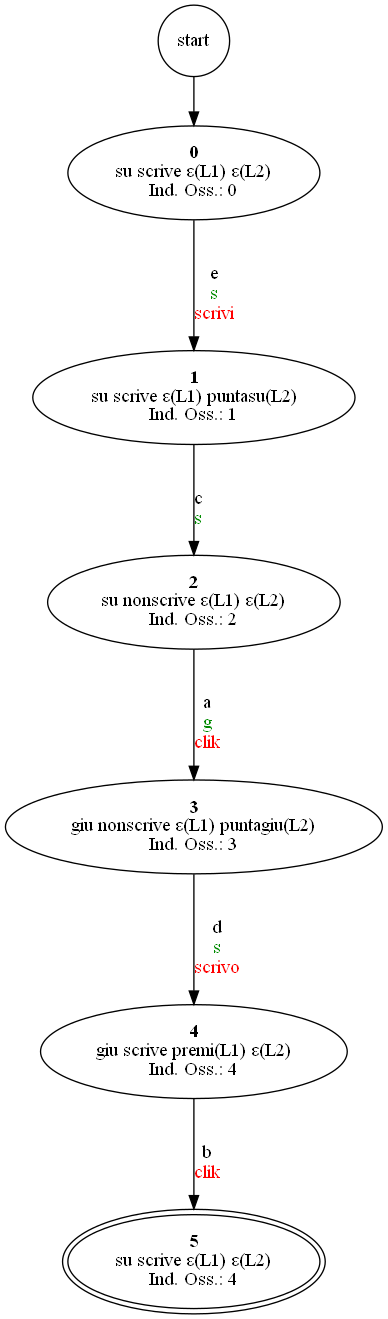 start
0
su scrive ε(L1) ε(L2)
Ind. Oss.: 0
e
s
scrivi
1
su scrive ε(L1) puntasu(L2)
Ind. Oss.: 1
c
s
2
su nonscrive ε(L1) ε(L2)
Ind. Oss.: 2
a
g
clik
3
giu nonscrive ε(L1) puntagiu(L2)
Ind. Oss.: 3
d
s
scrivo
4
giu scrive premi(L1) ε(L2)
Ind. Oss.: 4
b
clik
5
su scrive ε(L1) ε(L2)
Ind. Oss.: 4